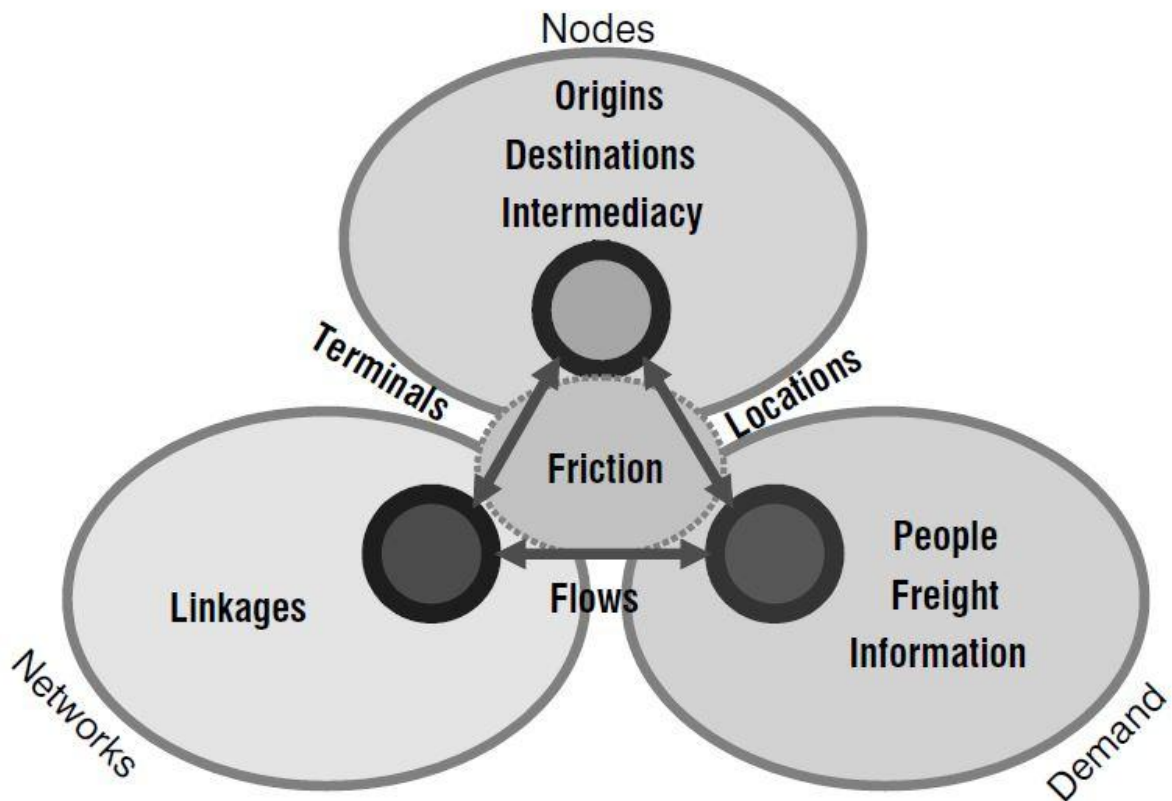 Nodes
Origins
Destinations
Intermediacy
Terminals
Locations
Friction
People
Freight
Information
Flows
Linkages
Networks
Demand